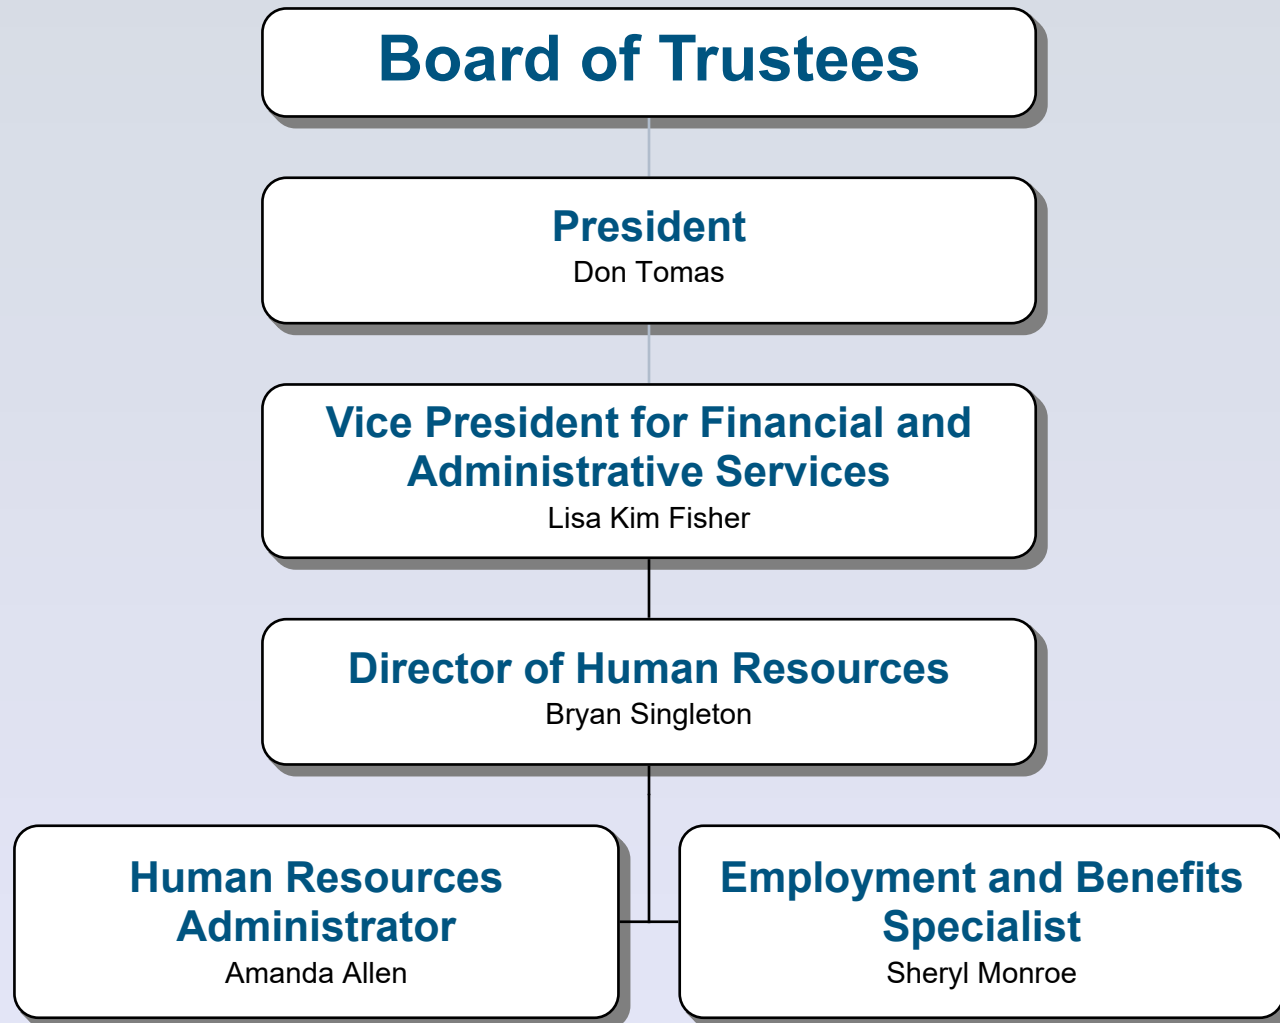 Board of Trustees
President
Don Tomas
Vice President for Financial and
Administrative Services
Lisa Kim Fisher
Director of Human Resources
Bryan Singleton
Human Resources
Administrator
Amanda Allen
Employment and Benefits
Specialist
Sheryl Monroe